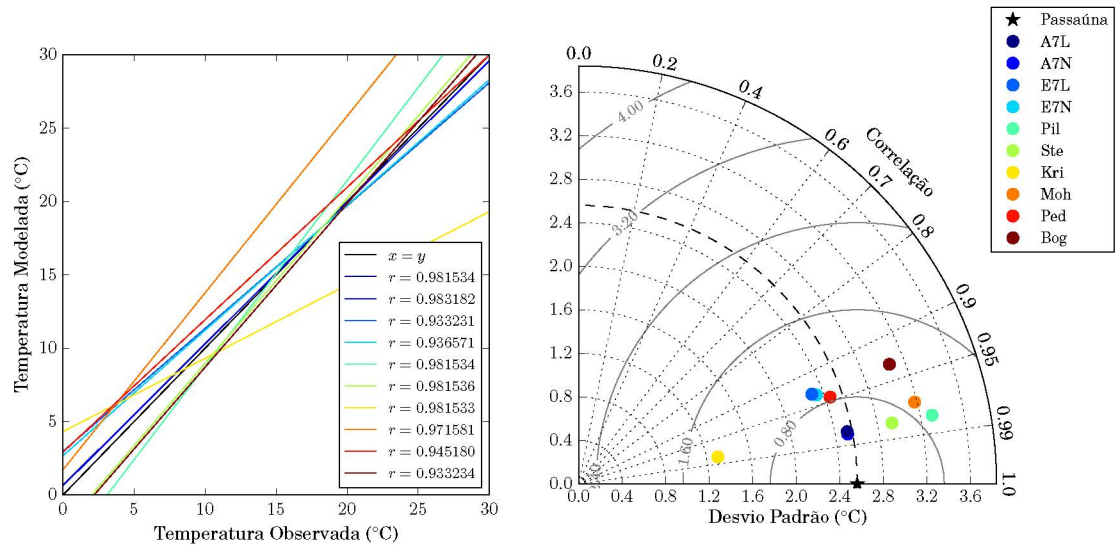 30
25
20
15
10
5
0
Temperatura Modelada (°C)
x = y
r = 0.981534
r = 0.983182
r = 0.933231
r = 0.936571
r = 0.981534
r = 0.981536
r = 0.981533
r = 0.971581
r = 0.945180
r = 0.933234
0 5 10 15 20 25 30
Temperatura Observada (°C)
0.0
0.2
0.4
0.6
0.7
0.8
0.9
0.95
0.99
1.0
Correlação
3.6
3.2
2.8
2.4
2.0
1.6
1.2
0.8
0.4
0.0
4.00
3.20
1.60
0.80
0.0 0.4 0.8 1.2 1.6 2.0 2.4 2.8 3.2 3.6
Desvio Padrão (°C)
Passaúna
A7L
A7N
E7L
E7N
Pil
Ste
Kri
Moh
Ped
Bog